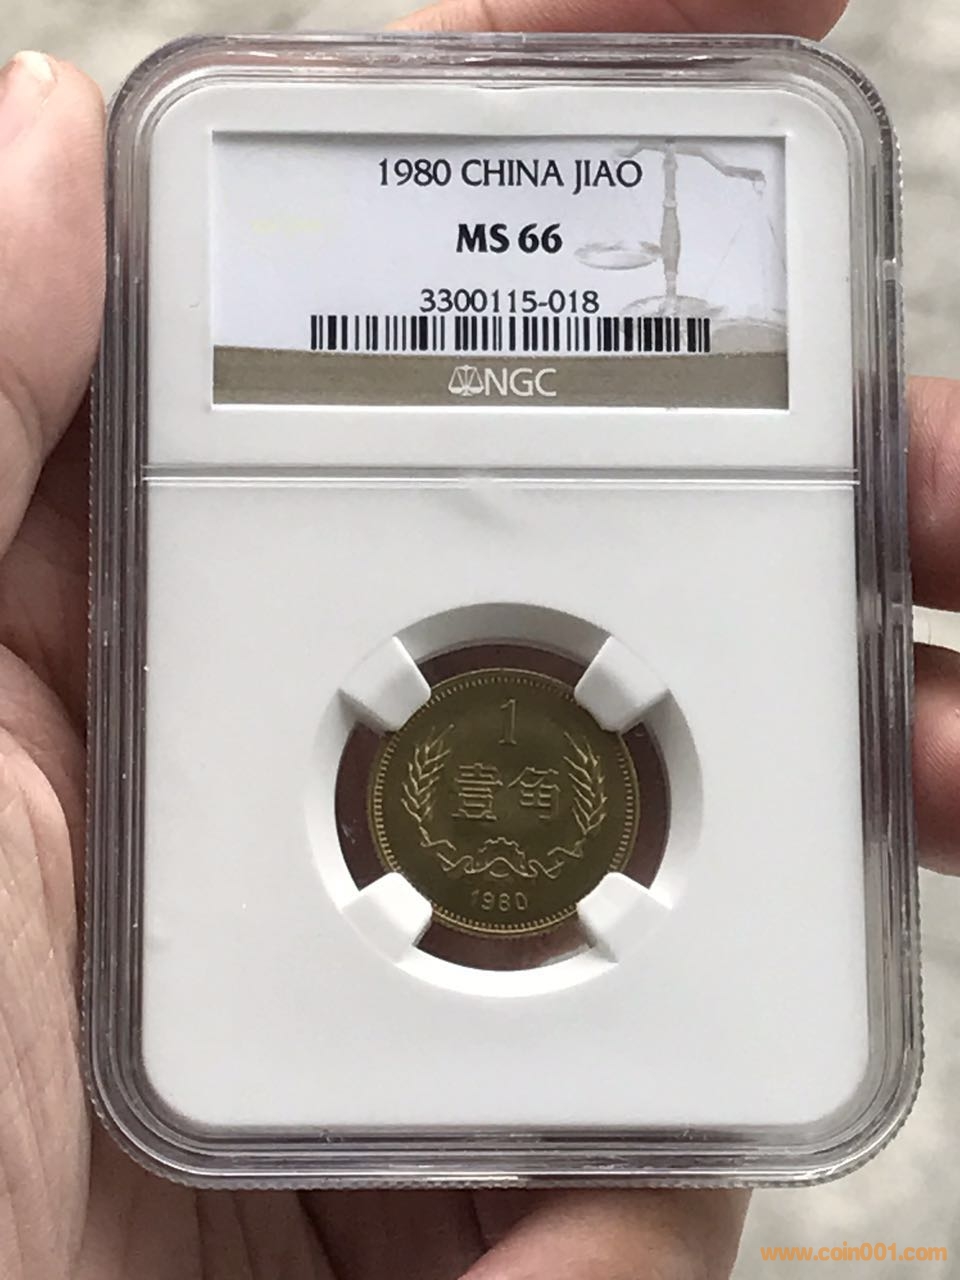 1980 CHINA JIAO
MS 66
3300115-018
NGC
1
壹角
1980
www.coin001.com